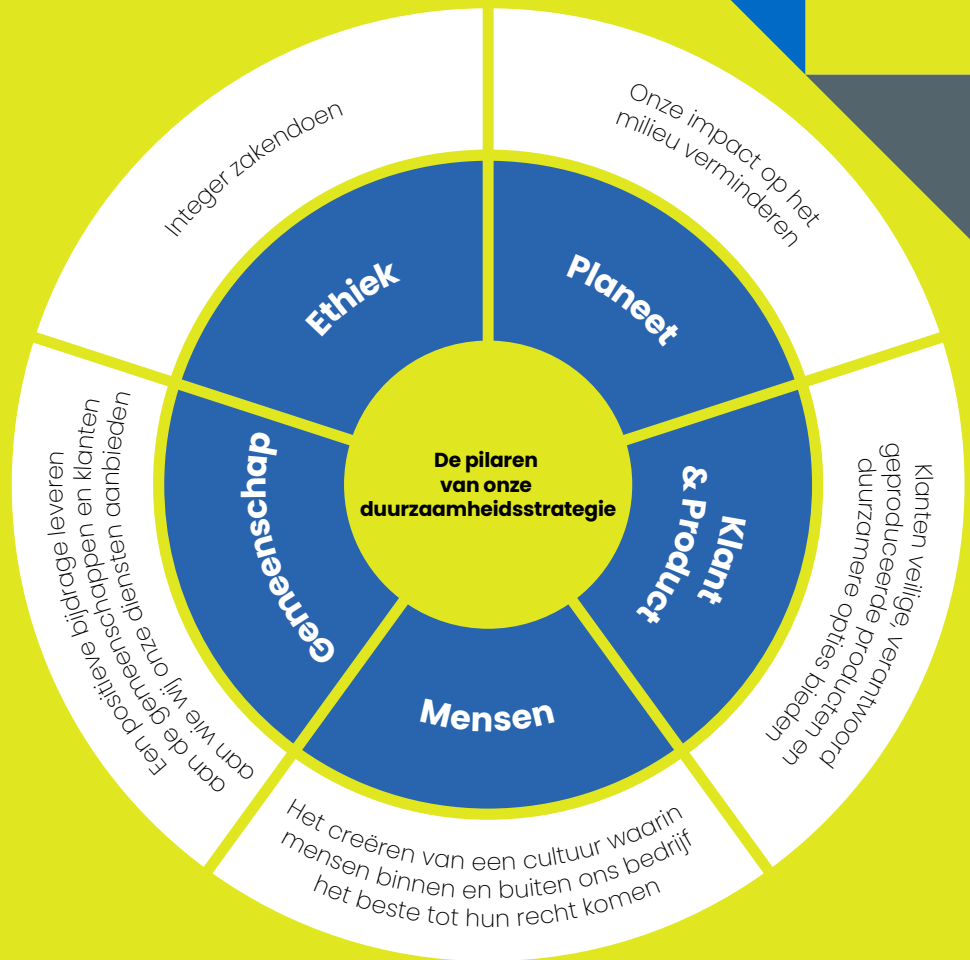 De pilaren
van onze
duurzaamheidsstrategie
Planeet
Onze impact op het
milieu verminderen
Klant
& Product
Klanten veilige, verantwoord
geproduceerde producten en
duurzamere opties bieden
Mensen
Het creëren van een cultuur waarin
mensen binnen en buiten ons bedrijf
het beste tot hun recht komen
Gemeenschap
Een positieve bijdrage leveren
aan de gemeenschappen en klanten
aan wie wij onze diensten aanbieden
Ethiek
Integer zakendoen